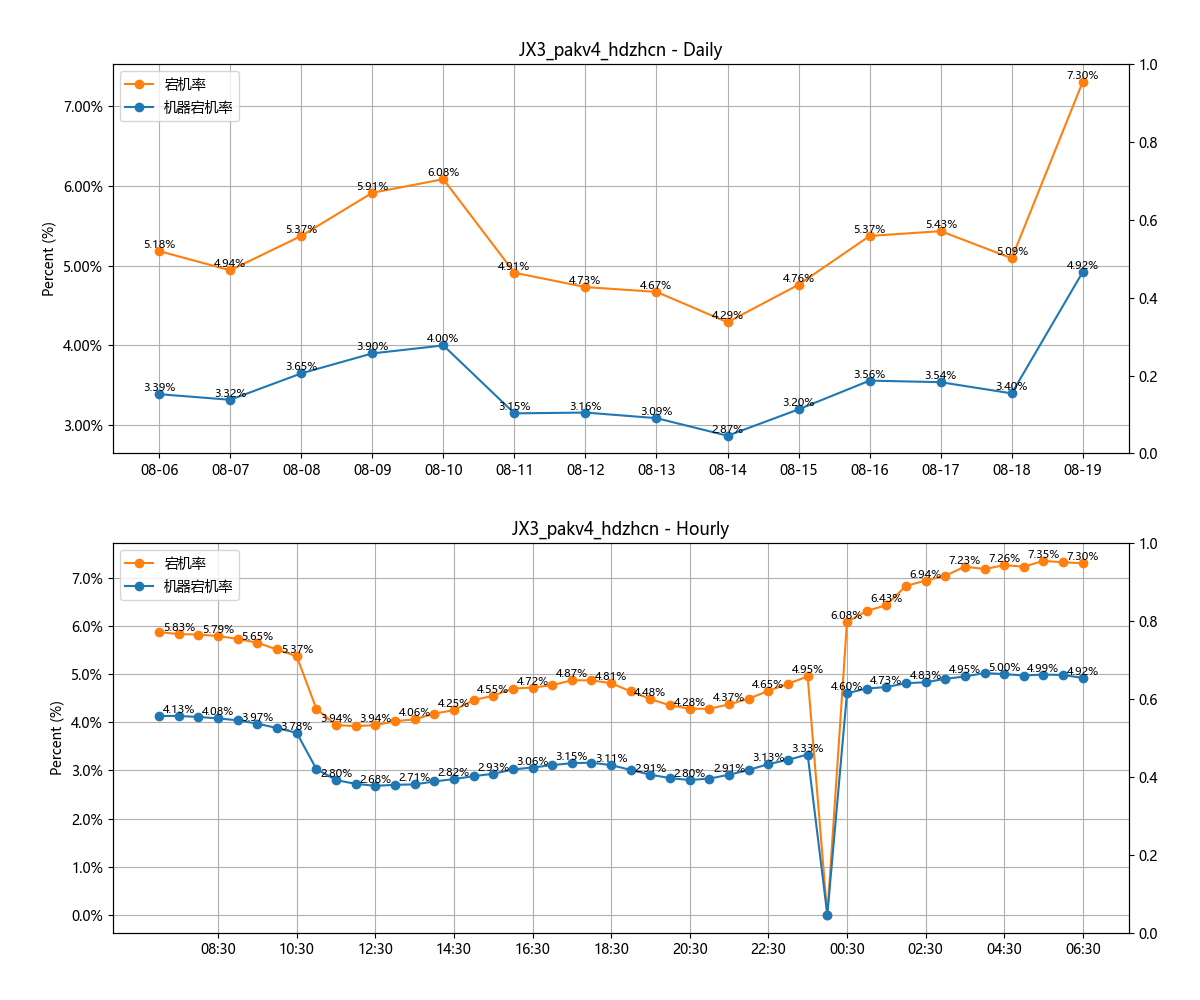 JX3_pakv4_hdzhcn - Daily
宕机率
机器宕机率
Percent (%)
7.00%
6.00%
5.00%
4.00%
3.00%
1.0
0.8
0.6
0.4
0.2
0.0
5.18% 4.94% 5.37% 5.91% 6.08% 4.91% 4.73% 4.67% 4.29% 4.76% 5.37% 5.43% 5.09% 7.30%
3.39% 3.32% 3.65% 3.90% 4.00% 3.15% 3.16% 3.09% 2.87% 3.20% 3.56% 3.54% 3.40% 4.92%
08-06 08-07 08-08 08-09 08-10 08-11 08-12 08-13 08-14 08-15 08-16 08-17 08-18 08-19
JX3_pakv4_hdzhcn - Hourly
宕机率
机器宕机率
Percent (%)
7.0%
6.0%
5.0%
4.0%
3.0%
2.0%
1.0%
0.0%
1.0
0.8
0.6
0.4
0.2
0.0
5.83% 5.79% 5.65% 5.37% 3.94% 3.94% 4.06% 4.25% 4.55% 4.72% 4.87% 4.81% 4.48% 4.28% 4.37% 4.65% 4.95% 6.08% 6.43% 6.94% 7.23% 7.26% 7.35% 7.30%
4.13% 4.08% 3.97% 3.78% 2.80% 2.68% 2.71% 2.82% 2.93% 3.06% 3.15% 3.11% 2.91% 2.80% 2.91% 3.13% 3.33% 4.60% 4.73% 4.83% 4.95% 5.00% 4.99% 4.92%
08:30 10:30 12:30 14:30 16:30 18:30 20:30 22:30 00:30 02:30 04:30 06:30